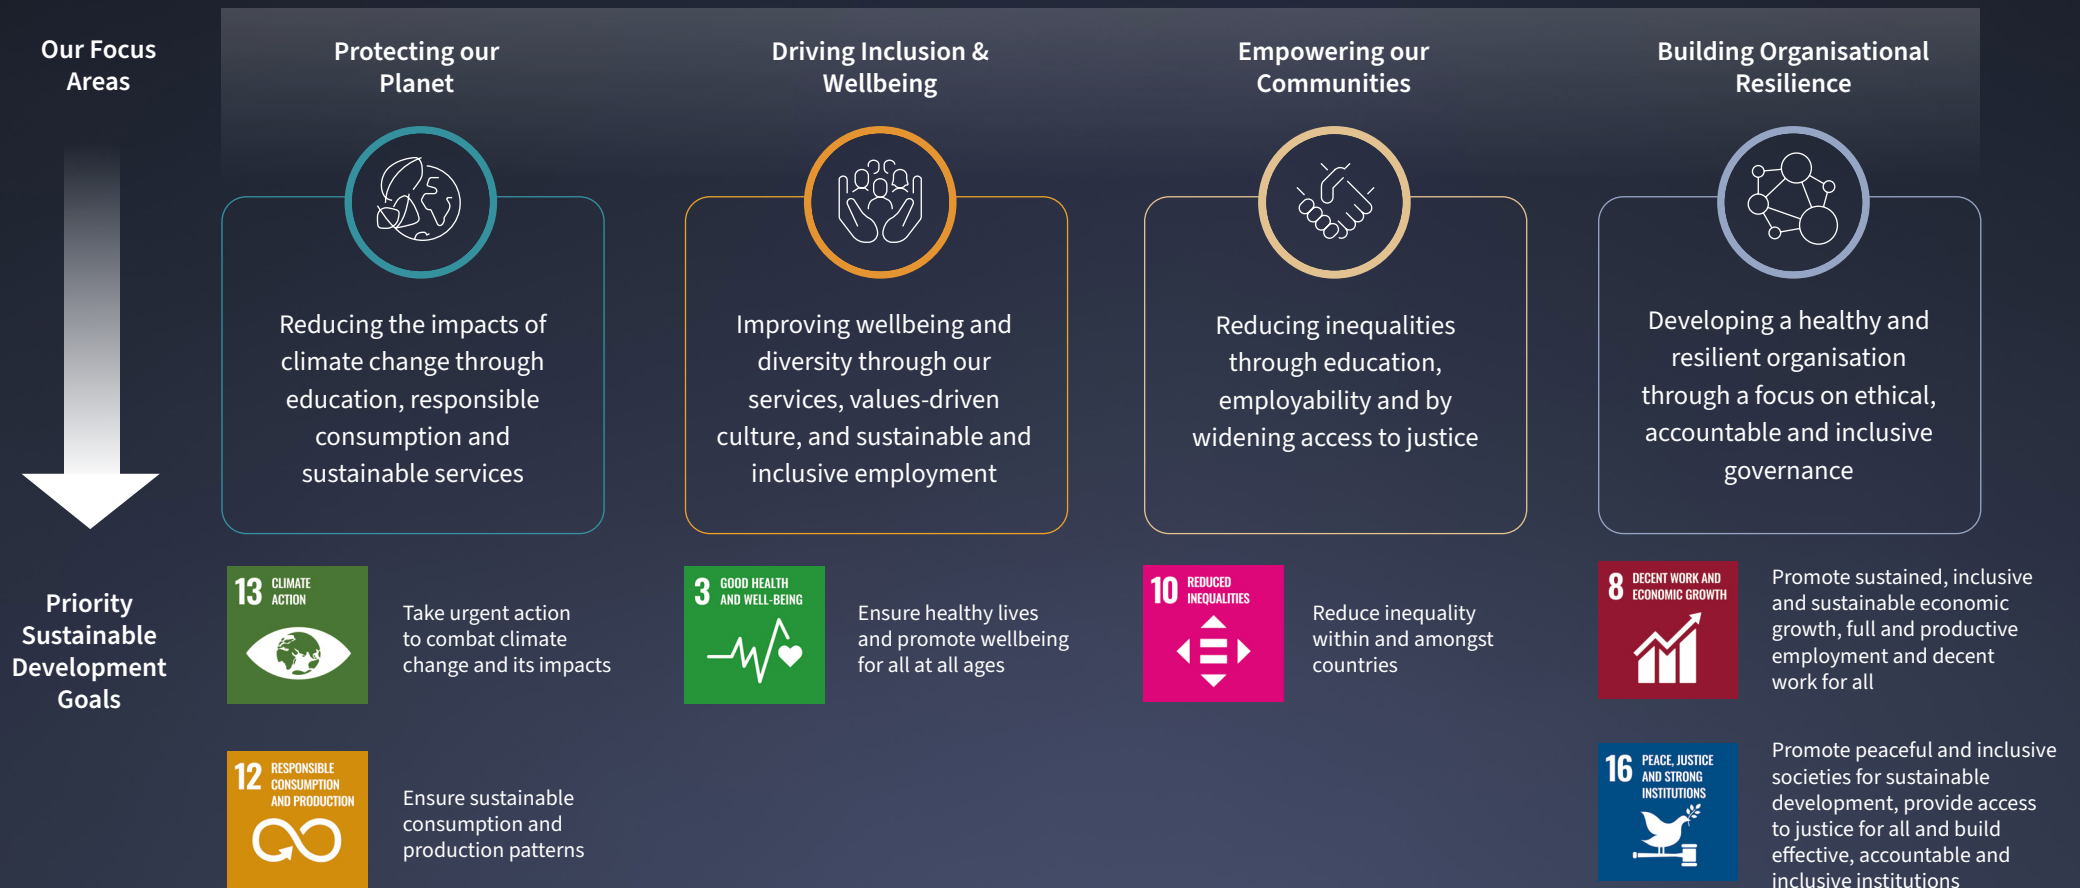 Our Focus
Areas
Protecting our
Planet
Driving Inclusion &
Wellbeing
Empowering our
Communities
Building Organisational
Resilience
Reducing the impacts of
climate change through
education, responsible
consumption and
sustainable services
Improving wellbeing and
diversity through our
services, values-driven
culture, and sustainable and
inclusive employment
Reducing inequalities
through education,
employability and by
widening access to justice
Developing a healthy and
resilient organisation
through a focus on ethical,
accountable and inclusive
governance
Priority
Sustainable
Development
Goals
13 CLIMATE
ACTION
Take urgent action
to combat climate
change and its impacts
3 GOOD HEALTH
AND WELL-BEING
Ensure healthy lives
and promote wellbeing
for all at all ages
10 REDUCED
INEQUALITIES
Reduce inequality
within and amongst
countries
8 DECENT WORK AND
ECONOMIC GROWTH
Promote sustained, inclusive
and sustainable economic
growth, full and productive
employment and decent
work for all
12 RESPONSIBLE
CONSUMPTION
AND PRODUCTION
Ensure sustainable
consumption and
production patterns
16 PEACE, JUSTICE
AND STRONG
INSTITUTIONS
Promote peaceful and inclusive
societies for sustainable
development, provide access
to justice for all and build
effective, accountable and
inclusive institutions